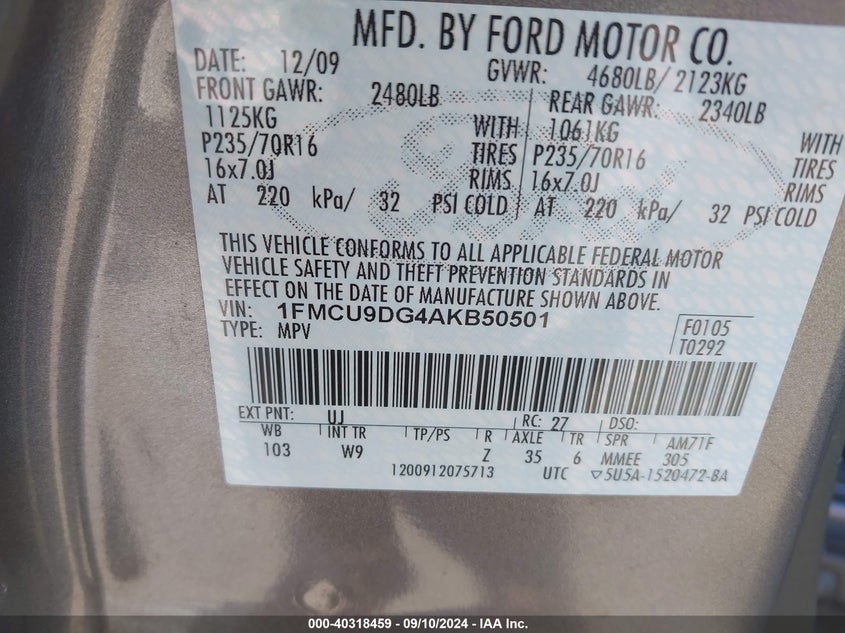 MFD. BY FORD MOTOR CO.
DATE: 12/09 GVWR: 4680LB/ 2123KG
FRONT GAWR: 2480LB REAR GAWR: 2340LB
1125KG WITH 1061KG WITH
P235/70R16 TIRES P235/70R16 TIRES
16x7.0J RIMS 16x7.0J RIMS
AT 220 kPa/ 32 PSI COLD AT 220 kPa/ 32 PSI COLD
THIS VEHICLE CONFORMS TO ALL APPLICABLE FEDERAL MOTOR
VEHICLE SAFETY AND THEFT PREVENTION STANDARDS IN
EFFECT ON THE DATE OF MANUFACTURE SHOWN ABOVE.
VIN: 1FMCU9DG4AKB50501 F0105
TYPE: MPV T0292
EXT PNT: UJ RC: 27 DSO:
WB INT TR TP/PS R AXLE TR SPR AM71F
103 W9 Z 35 6 MMEE 305
1200912075713 UTC ▽5U5A-1520472-BA
Ford
000-40318459 - 09/10/2024 - IAA Inc.